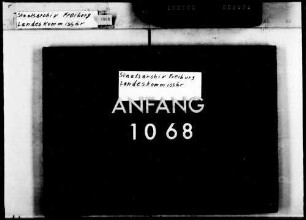 Staatsarchiv Freiburg
Landeskommissär
Staatsarchiv Freiburg
Landeskommissär
ANFANG
1068